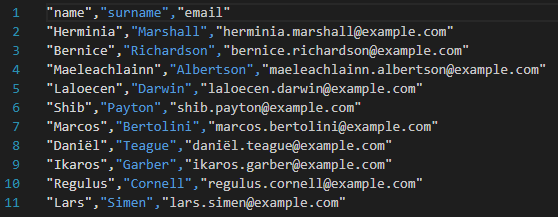 1 "name","surname","email"
2 "Herminia","Marshall","herminia.marshall@example.com"
3 "Bernice","Richardson","bernice.richardson@example.com"
4 "Maeleachlainn","Albertson","maeleachlainn.albertson@example.com"
5 "Laloecen","Darwin","laloecen.darwin@example.com"
6 "Shib","Payton","shib.payton@example.com"
7 "Marcos","Bertolini","marcos.bertolini@example.com"
8 "Daniël","Teague","daniël.teague@example.com"
9 "Ikaros","Garber","ikaros.garber@example.com"
10 "Regulus","Cornell","regulus.cornell@example.com"
11 "Lars","Simen","lars.simen@example.com"